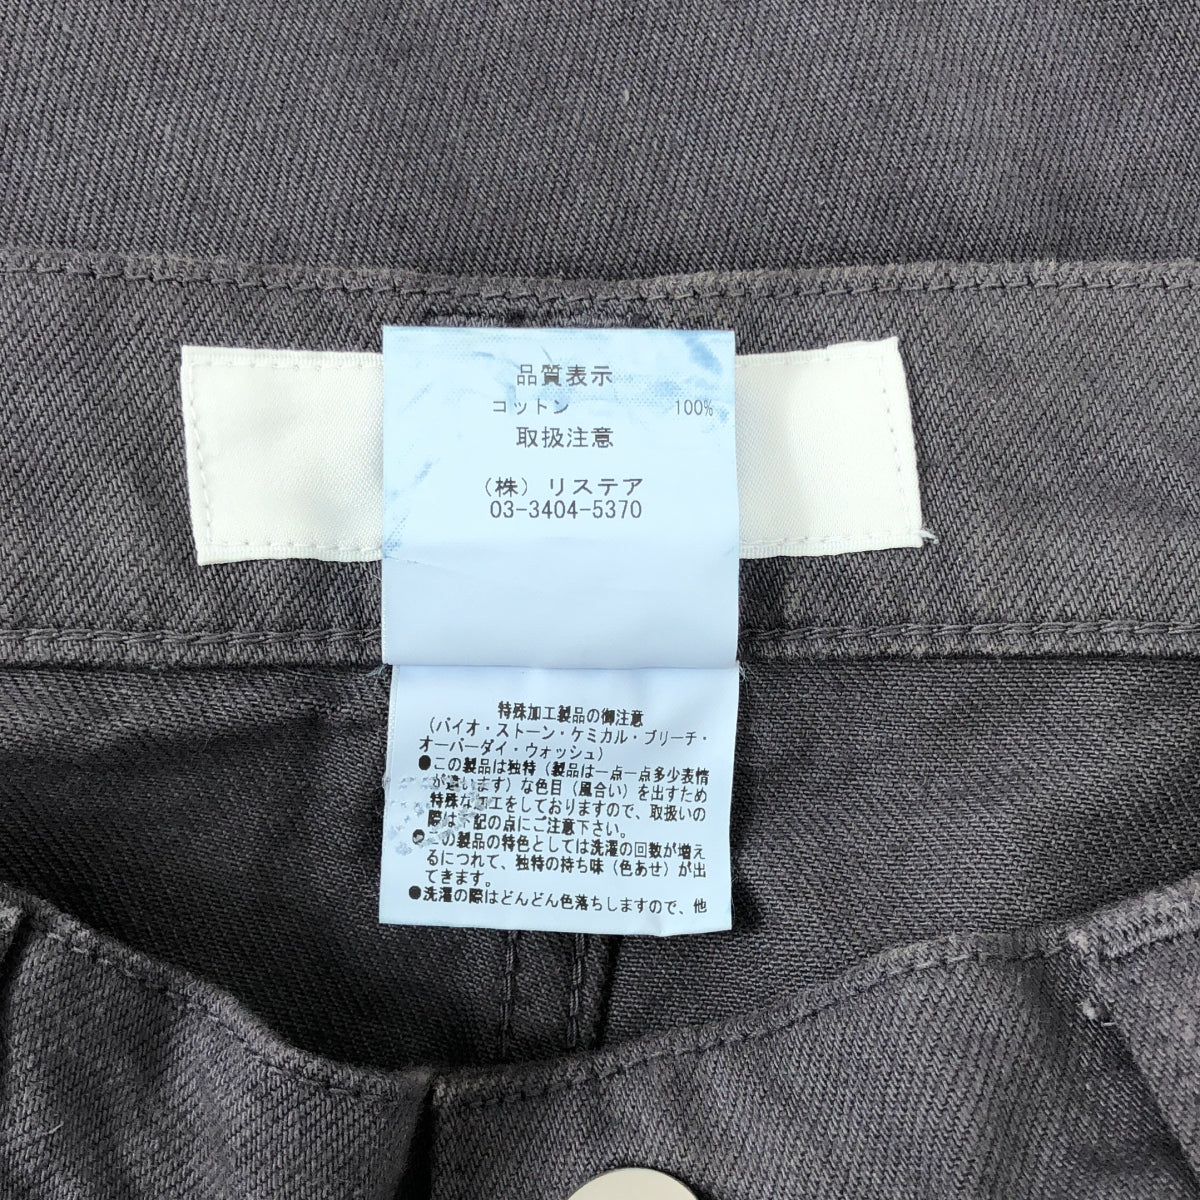 品質表示
コットン 100%
取扱注意
（株）リステア
03-3404-5370
特殊加工製品の御注意
（バイオ・ストーン・ケミカル・ブリーチ・
オーバーダイ・ウォッシュ）
●この製品は独特（製品は一点一点多少表情
が違います）な色目（風合い）を出すため
特殊な加工をしておりますので、取扱いの
際は下記の点にご注意下さい。
●この製品の特色としては洗濯の回数が増え
るにつれて、独特の持ち味（色あせ）が出
てきます。
●洗濯の際はどんどん色落ちしますので、他